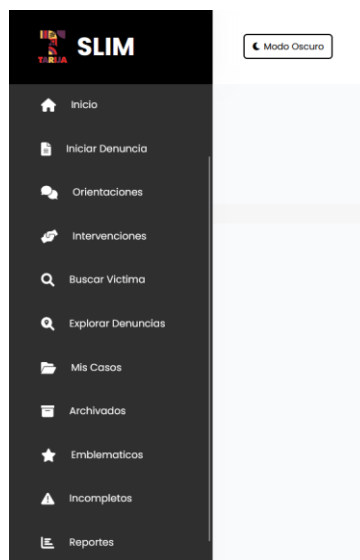 TARIJA
SLIM
Modo Oscuro
Inicio
Iniciar Denuncia
Orientaciones
Intervenciones
Buscar Victima
Explorar Denuncias
Mis Casos
Archivados
Emblematicos
Incompletos
Reportes